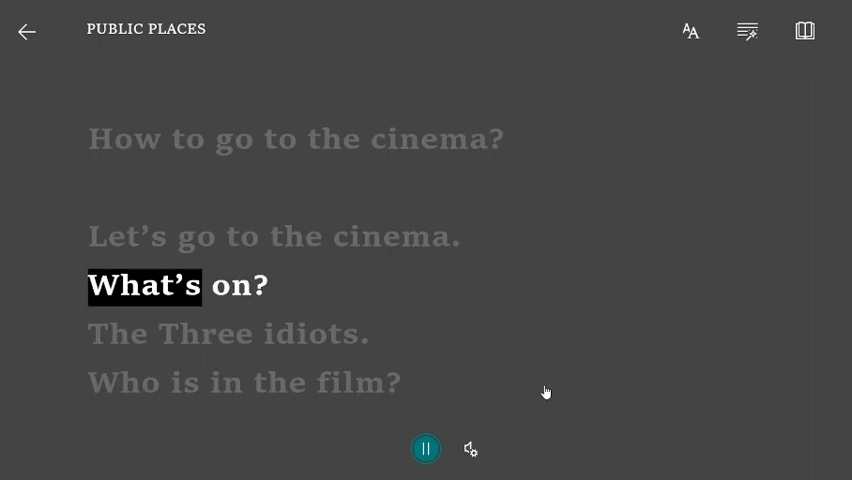 PUBLIC PLACES
How to go to the cinema?
Let's go to the cinema.
What's on?
The Three idiots.
Who is in the film?